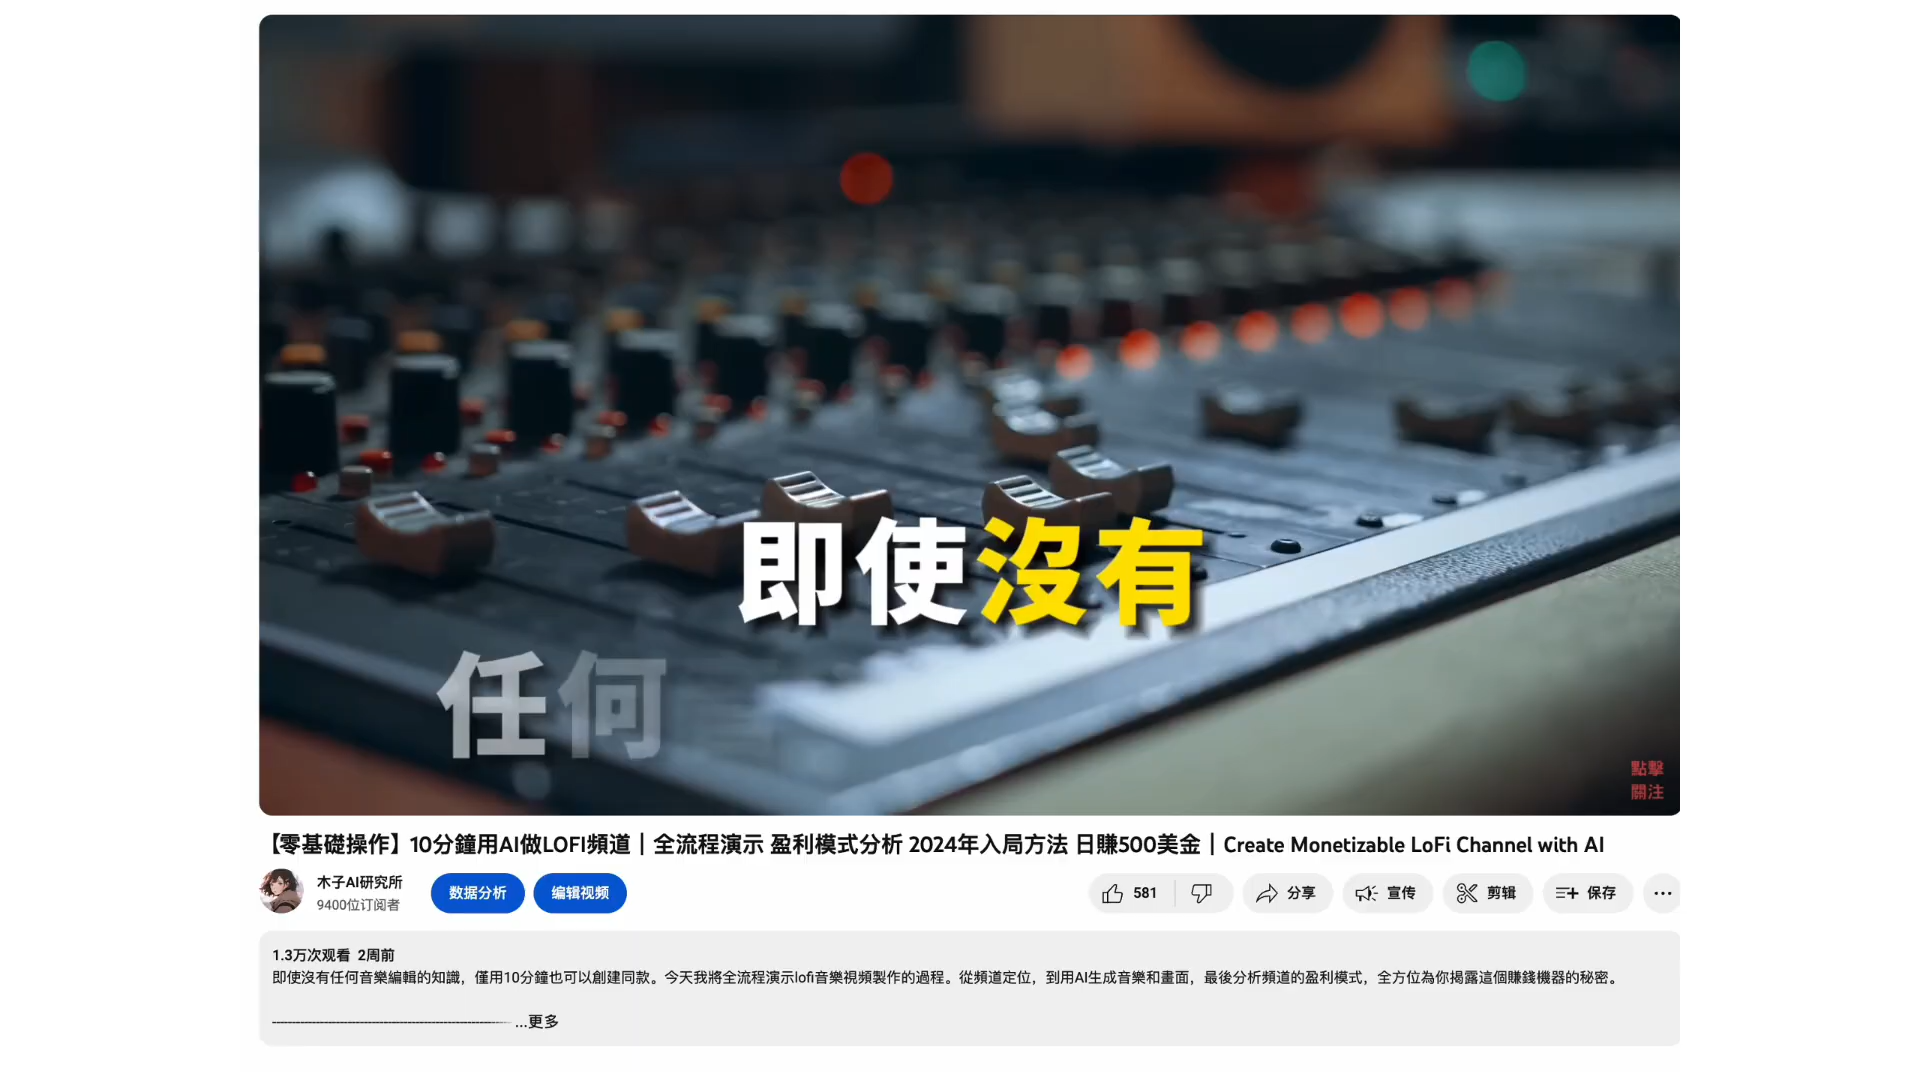 即使沒有
任何
點擊
關注
【零基礎操作】10分鐘用AI做LOFI頻道｜全流程演示 盈利模式分析 2024年入局方法 日賺500美金｜Create Monetizable LoFi Channel with AI
木子AI研究所
9400位订阅者
数据分析
编辑视频
581
分享
宣传
剪辑
保存
1.3万次观看 2周前
即使沒有任何音樂編輯的知識，僅用10分鐘也可以創建同款。今天我將全流程演示lofi音樂視頻製作的過程。從頻道定位，到用AI生成音樂和畫面，最後分析頻道的盈利模式，全方位為你揭露這個賺錢機器的秘密。
...更多